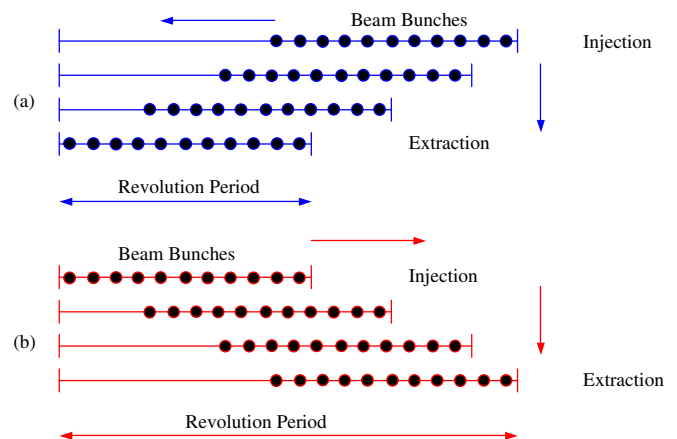 Beam Bunches
Injection
(a)
Extraction
Revolution Period
Beam Bunches
Injection
(b)
Extraction
Revolution Period